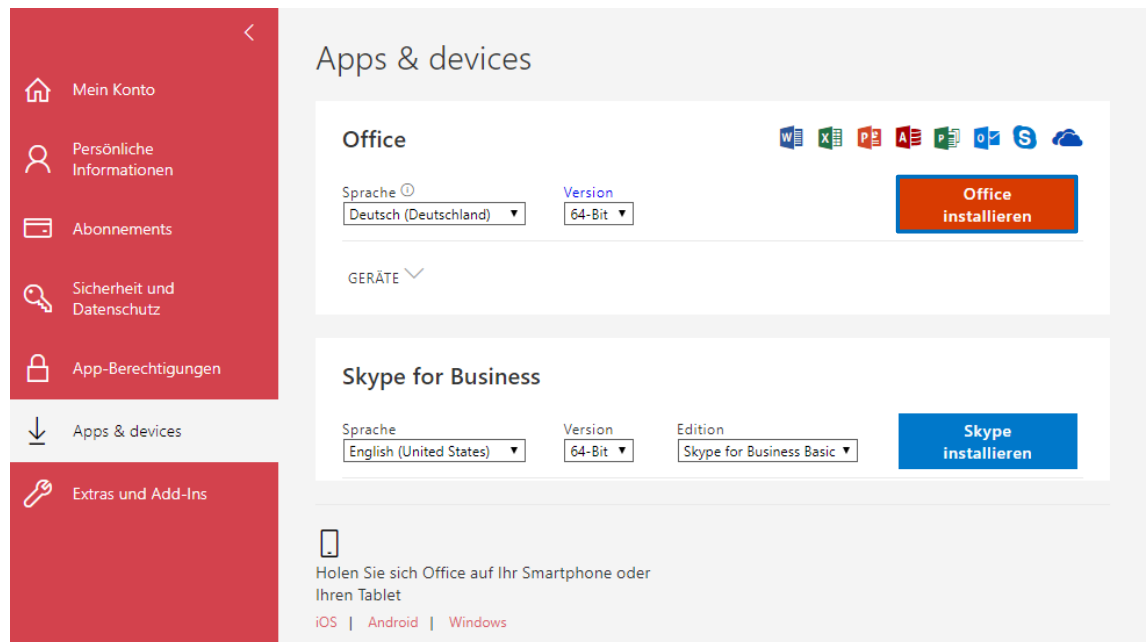 Mein Konto
Persönliche
Informationen
Abonnements
Sicherheit und
Datenschutz
App-Berechtigungen
Apps & devices
Extras und Add-Ins
Apps & devices
Office
Sprache
Version
Deutsch (Deutschland)
64-Bit
Office
installieren
GERÄTE
Skype for Business
Sprache
Version
Edition
English (United States)
64-Bit
Skype for Business Basic
Skype
installieren
Holen Sie sich Office auf Ihr Smartphone oder
Ihren Tablet
iOS | Android | Windows